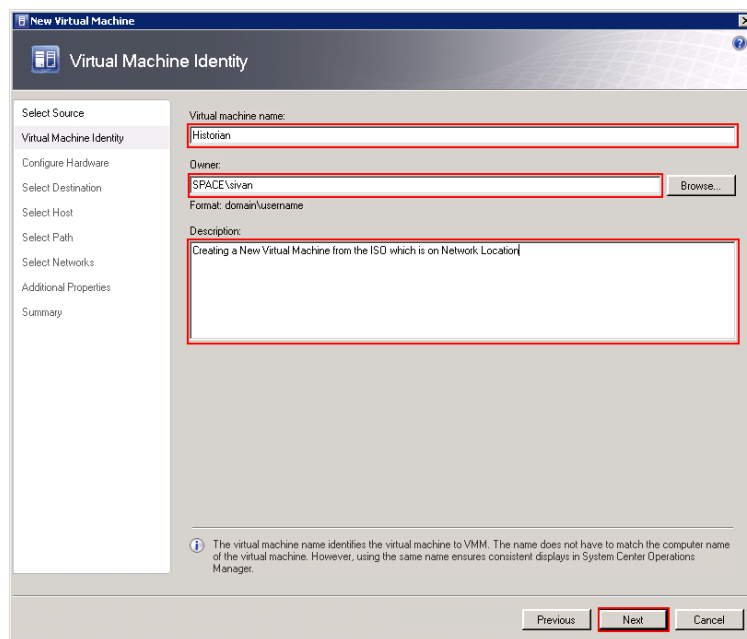 New Virtual Machine
Virtual Machine Identity
Select Source
Virtual Machine Identity
Configure Hardware
Select Destination
Select Host
Select Path
Select Networks
Additional Properties
Summary
Virtual machine name:
Historian
Owner:
SPACE\sivan
Browse...
Format: domain\username
Description:
Creating a New Virtual Machine from the ISO which is on Network Location
The virtual machine name identifies the virtual machine to VMM. The name does not have to match the computer name
of the virtual machine. However, using the same name ensures consistent displays in System Center Operations
Manager.
Previous
Next
Cancel